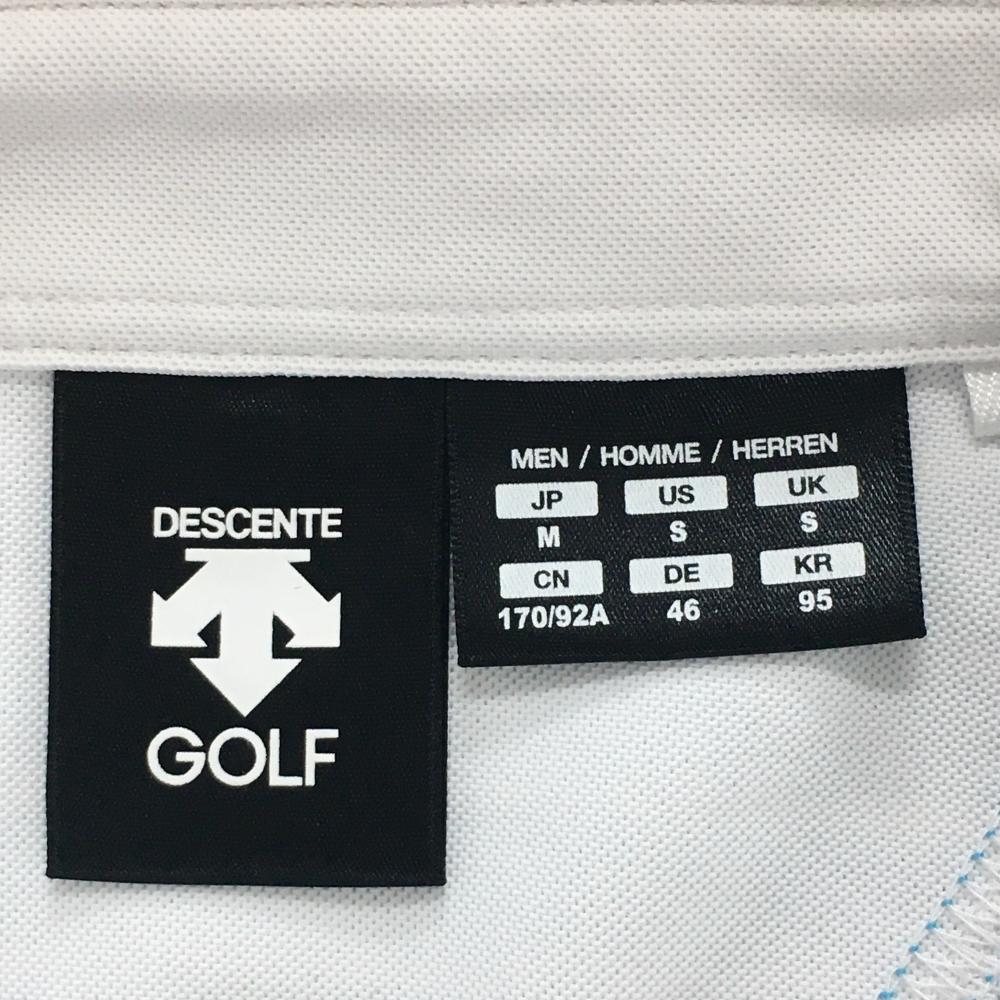 DESCENTE
GOLF
MEN / HOMME / HERREN
JP US UK
M S S
CN DE KR
170/92A 46 95